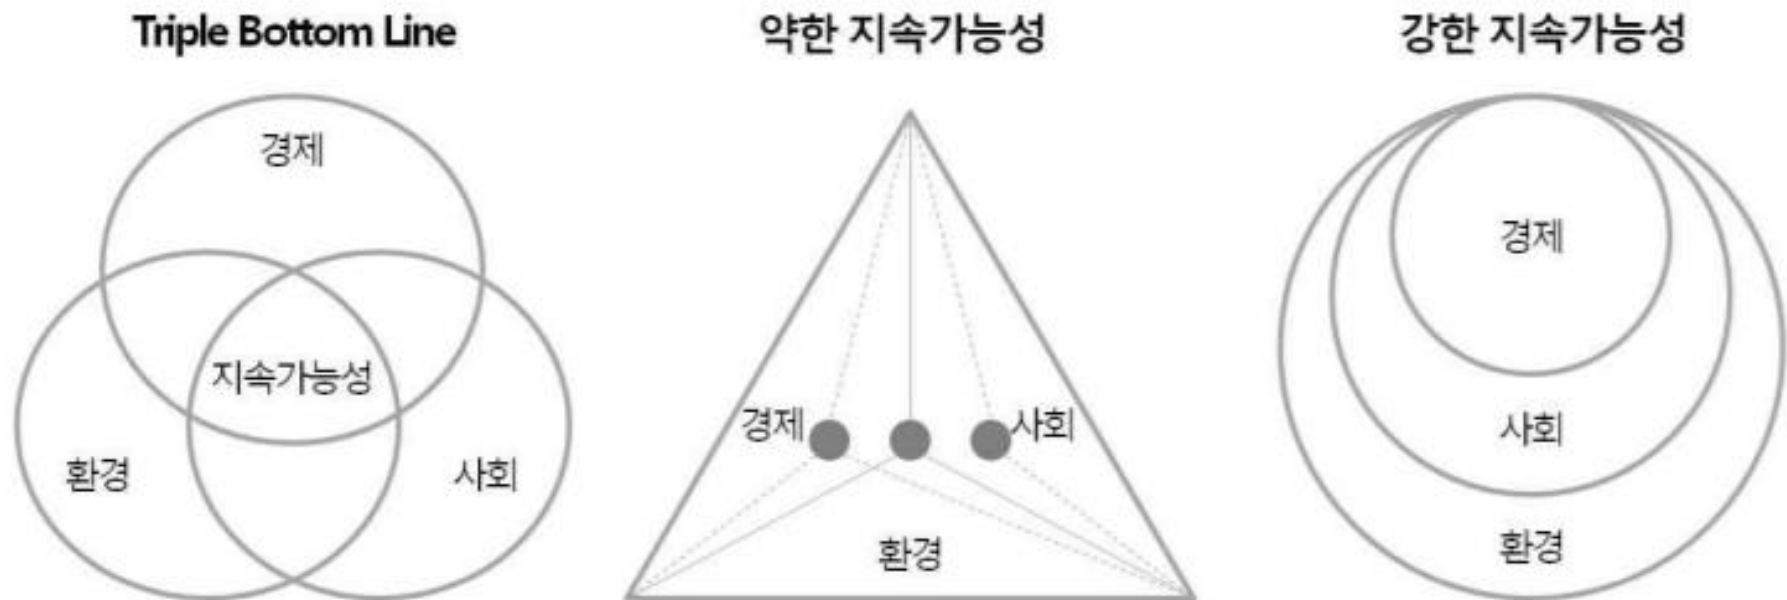 Triple Bottom Line
경제
지속가능성
환경
사회
약한 지속가능성
경제
사회
환경
강한 지속가능성
경제
사회
환경